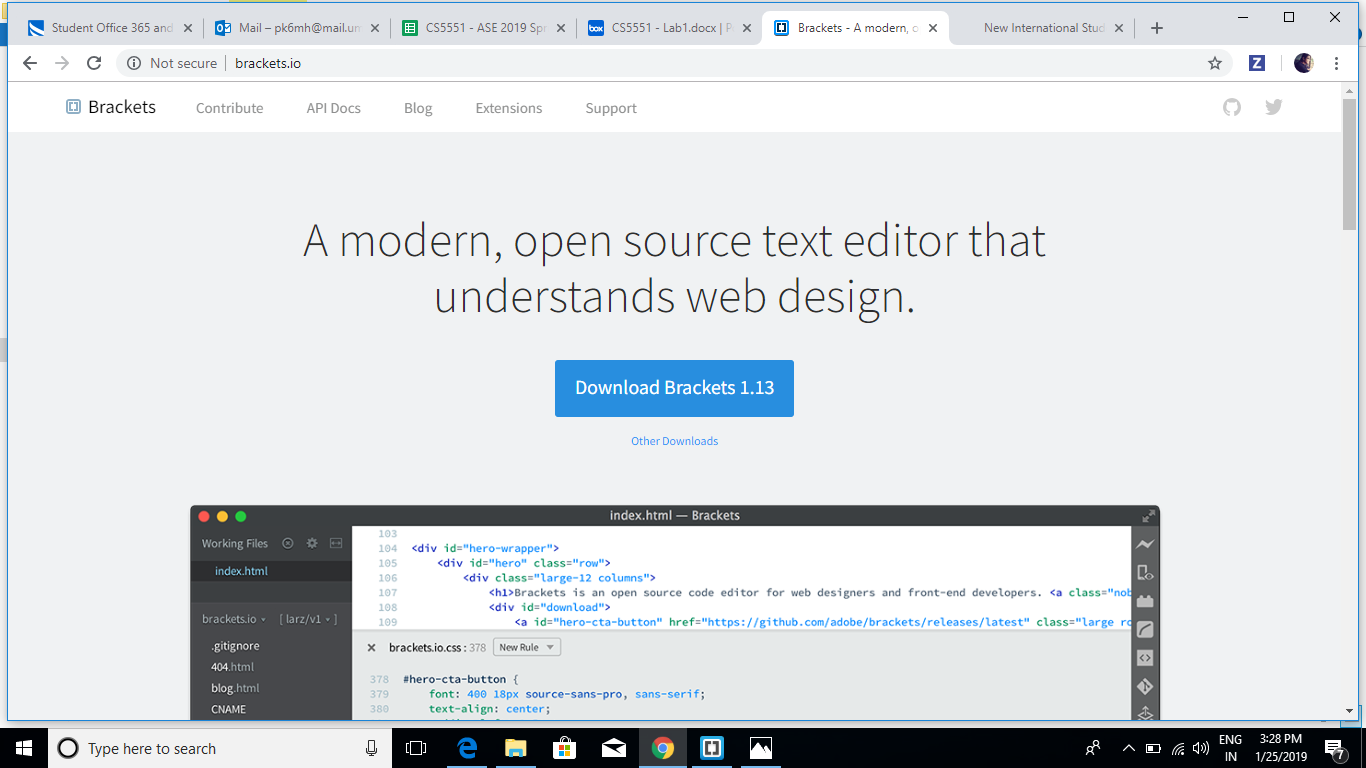 Student Office 365 and
Mail – pk6mh@mail.um
CS5551 - ASE 2019 Spr
box
CS5551 - Lab1.docx | P
Brackets - A modern, o
New International Stud
Not secure
brackets.io
Z
Brackets
Contribute
API Docs
Blog
Extensions
Support
A modern, open source text editor that
understands web design.
Download Brackets 1.13
Other Downloads
index.html — Brackets
Working Files
index.html
brackets.io
[ larz/v1 ]
.gitignore
404.html
blog.html
CNAME
103
104 <div id="hero-wrapper">
105 <div id="hero" class="row">
106 <div class="large-12 columns">
107 <h1>Brackets is an open source code editor for web designers and front-end developers. <a class="nob
108 <div id="download">
109 <a id="hero-cta-button" href="https://github.com/adobe/brackets/releases/latest" class="large ro
brackets.io.css : 378
New Rule
378 #hero-cta-button {
379 font: 400 18px source-sans-pro, sans-serif;
380 text-align: center;
Type here to search
ENG
IN
3:28 PM
1/25/2019
7